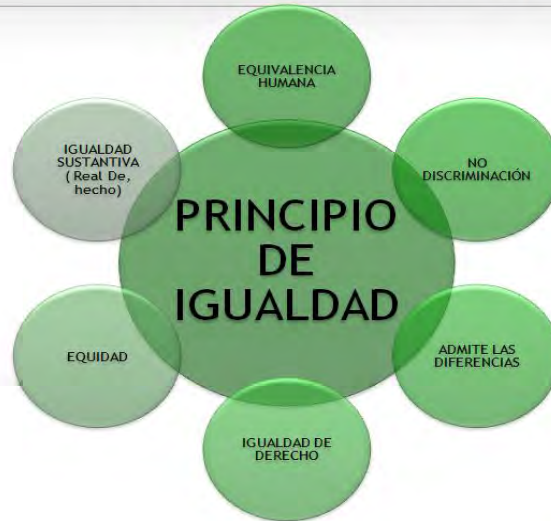 EQUIVALENCIA
HUMANA
IGUALDAD
SUSTANTIVA
( Real De,
hecho)
NO
DISCRIMINACIÓN
PRINCIPIO
DE
IGUALDAD
EQUIDAD
ADMITE LAS
DIFERENCIAS
IGUALDAD DE
DERECHO